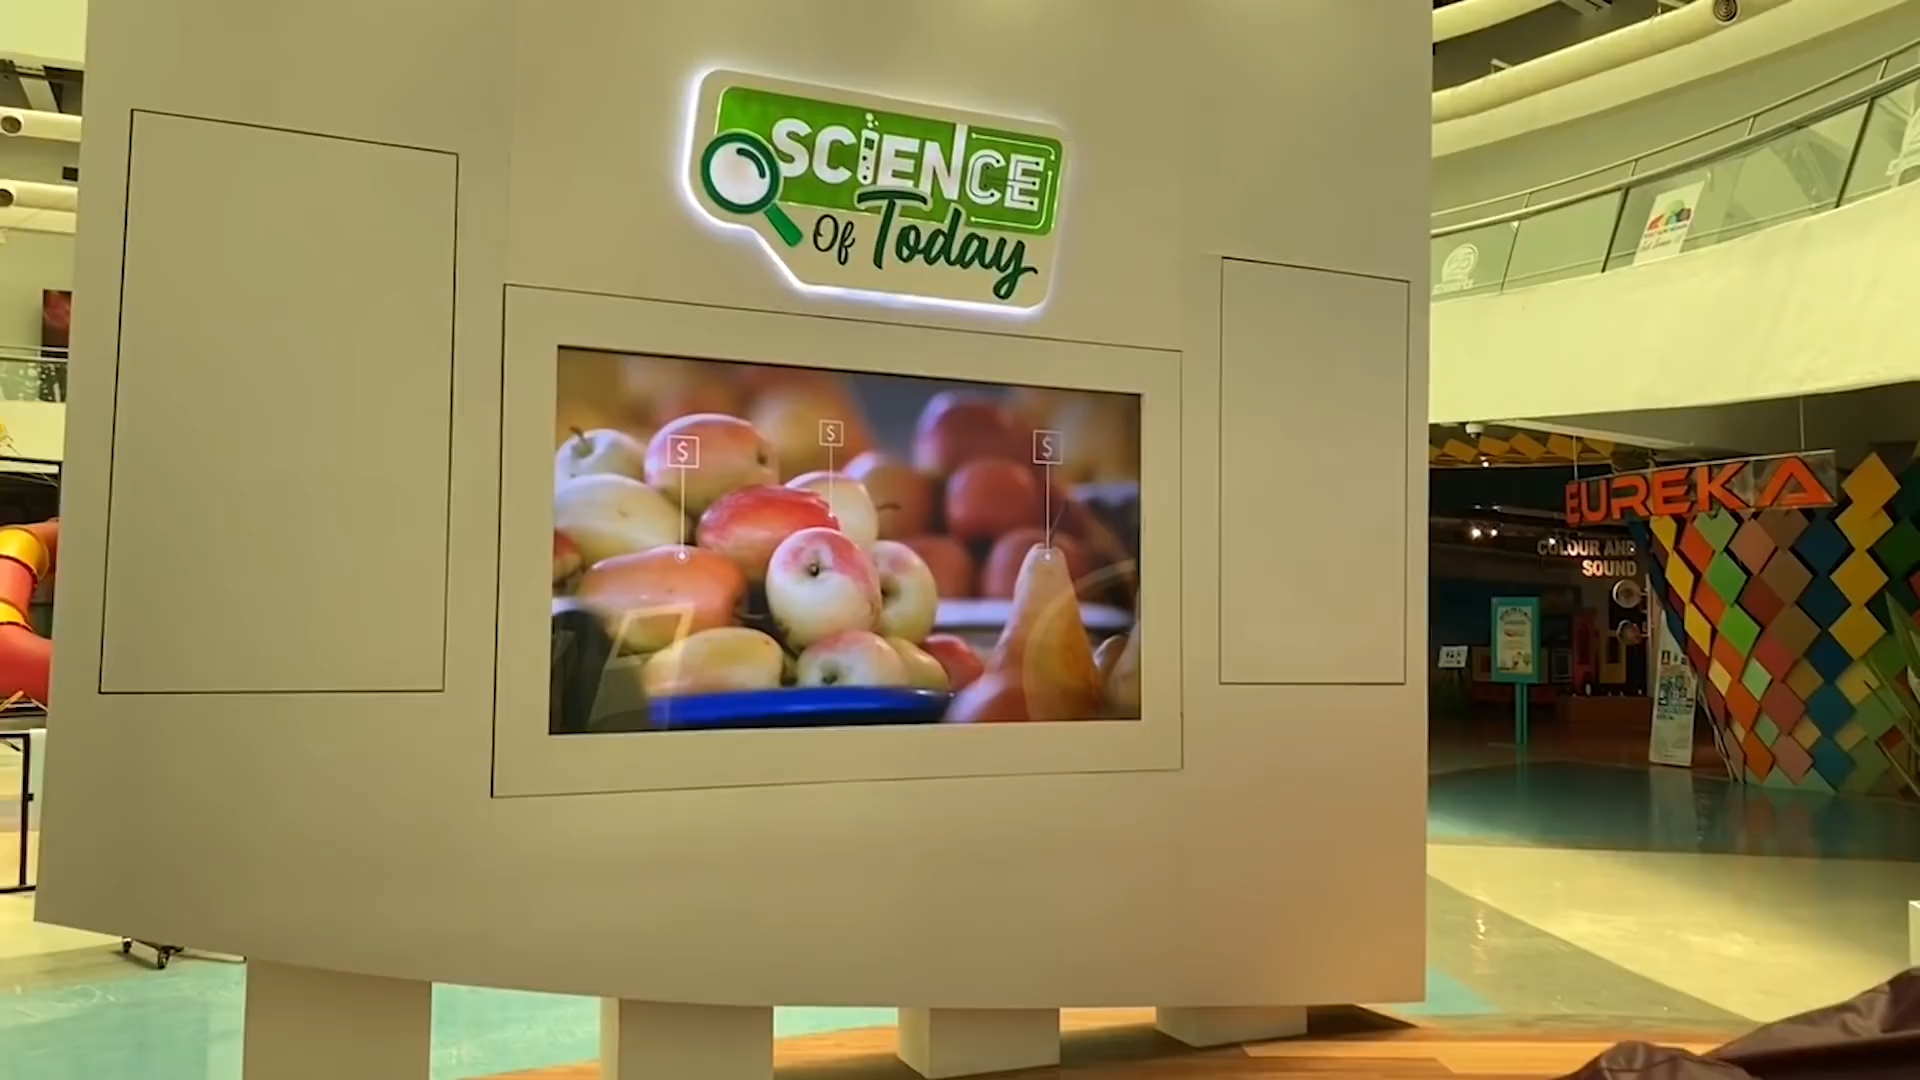 SCIENCE
Of Today
$
$
$
EUREKA
COLOUR AND
SOUND